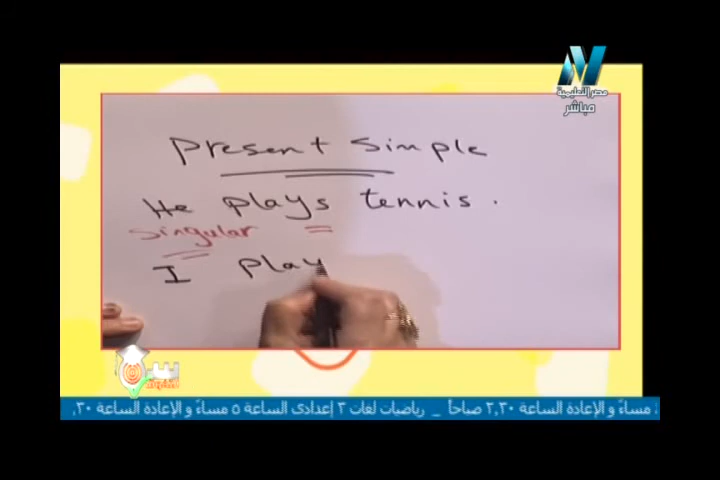 مصر التعليمية
مباشر
Present Simple
He plays tennis.
Singular
I play
مساءً و الإعادة الساعة ٢,٣٠ صباحاً _ رياضيات لغات ٣ إعدادى الساعة ٥ مساءً و الإعادة الساعة ٣٠,